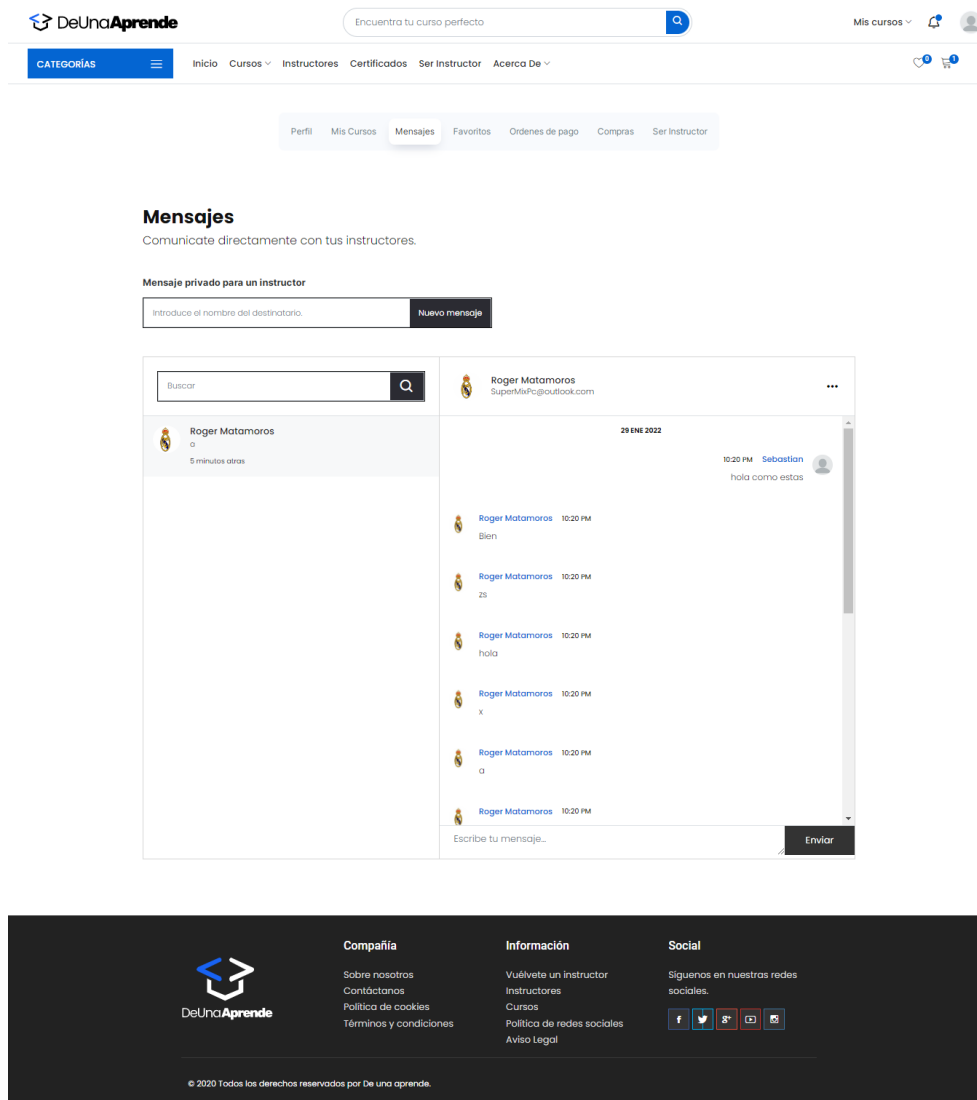 DeUnaAprende
Encuentra tu curso perfecto
Mis cursos
CATEGORÍAS
Inicio Cursos Instructores Certificados Ser Instructor Acerca De
0 1
Perfil Mis Cursos Mensajes Favoritos Ordenes de pago Compras Ser Instructor
Mensajes
Comunicate directamente con tus instructores.
Mensaje privado para un instructor
Introduce el nombre del destinatario. Nuevo mensaje
Buscar
Roger Matamoros
a
5 minutos atras
Roger Matamoros
SuperMixPc@outlook.com
29 ENE 2022
10:20 PM Sebastian
hola como estas
Roger Matamoros 10:20 PM
Bien
Roger Matamoros 10:20 PM
zs
Roger Matamoros 10:20 PM
hola
Roger Matamoros 10:20 PM
x
Roger Matamoros 10:20 PM
a
Roger Matamoros 10:20 PM
Escribe tu mensaje... Enviar
DeUnaAprende
Compañía
Sobre nosotros
Contáctanos
Política de cookies
Términos y condiciones
Información
Vuélvete un instructor
Instructores
Cursos
Política de redes sociales
Aviso Legal
Social
Síguenos en nuestras redes
sociales.
© 2020 Todos los derechos reservados por De una aprende.